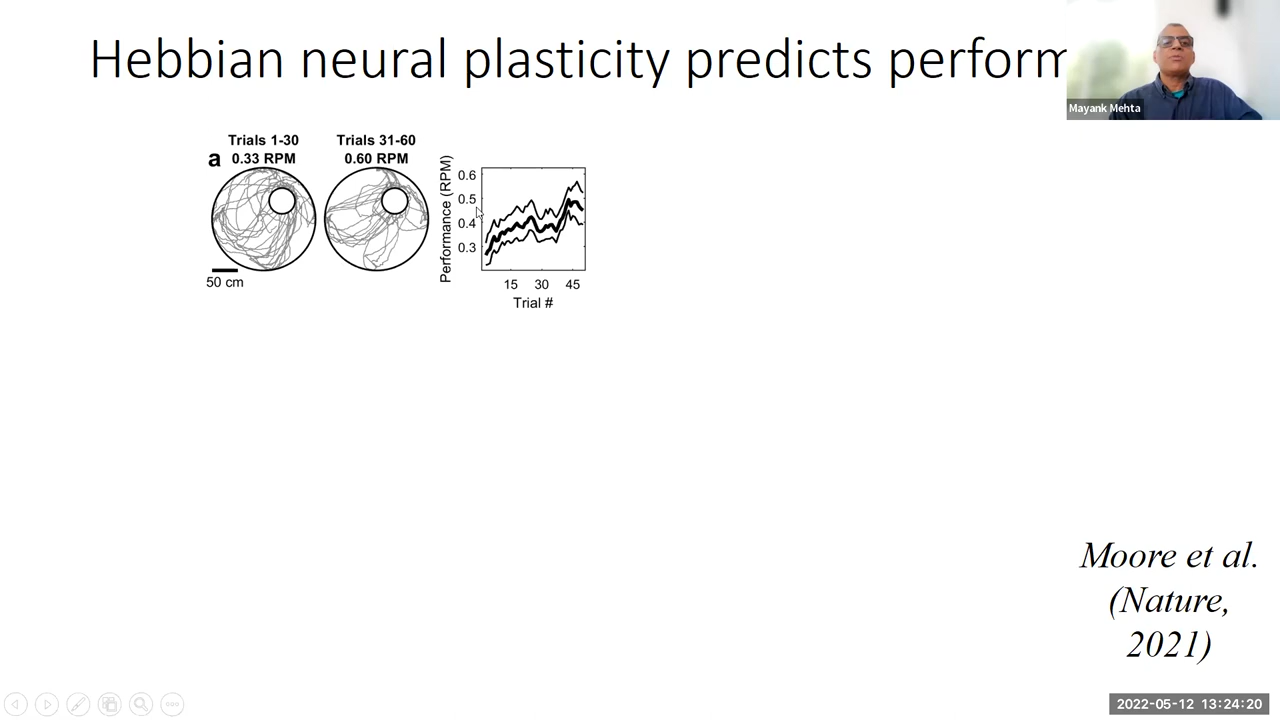 Hebbian neural plasticity predicts perform
Mayank Mehta
Trials 1-30
0.33 RPM
Trials 31-60
0.60 RPM
a
50 cm
Performance (RPM)
0.6
0.5
0.4
0.3
15 30 45
Trial #
Moore et al.
(Nature,
2021)
2022-05-12 13:24:20